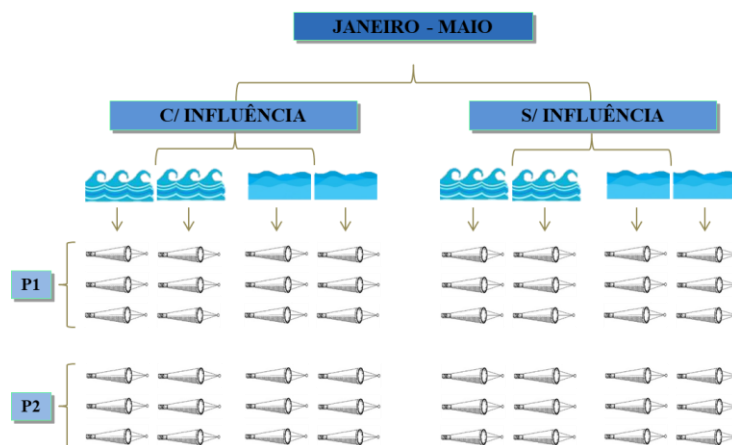 JANEIRO - MAIO
C/ INFLUÊNCIA
S/ INFLUÊNCIA
P1
P2